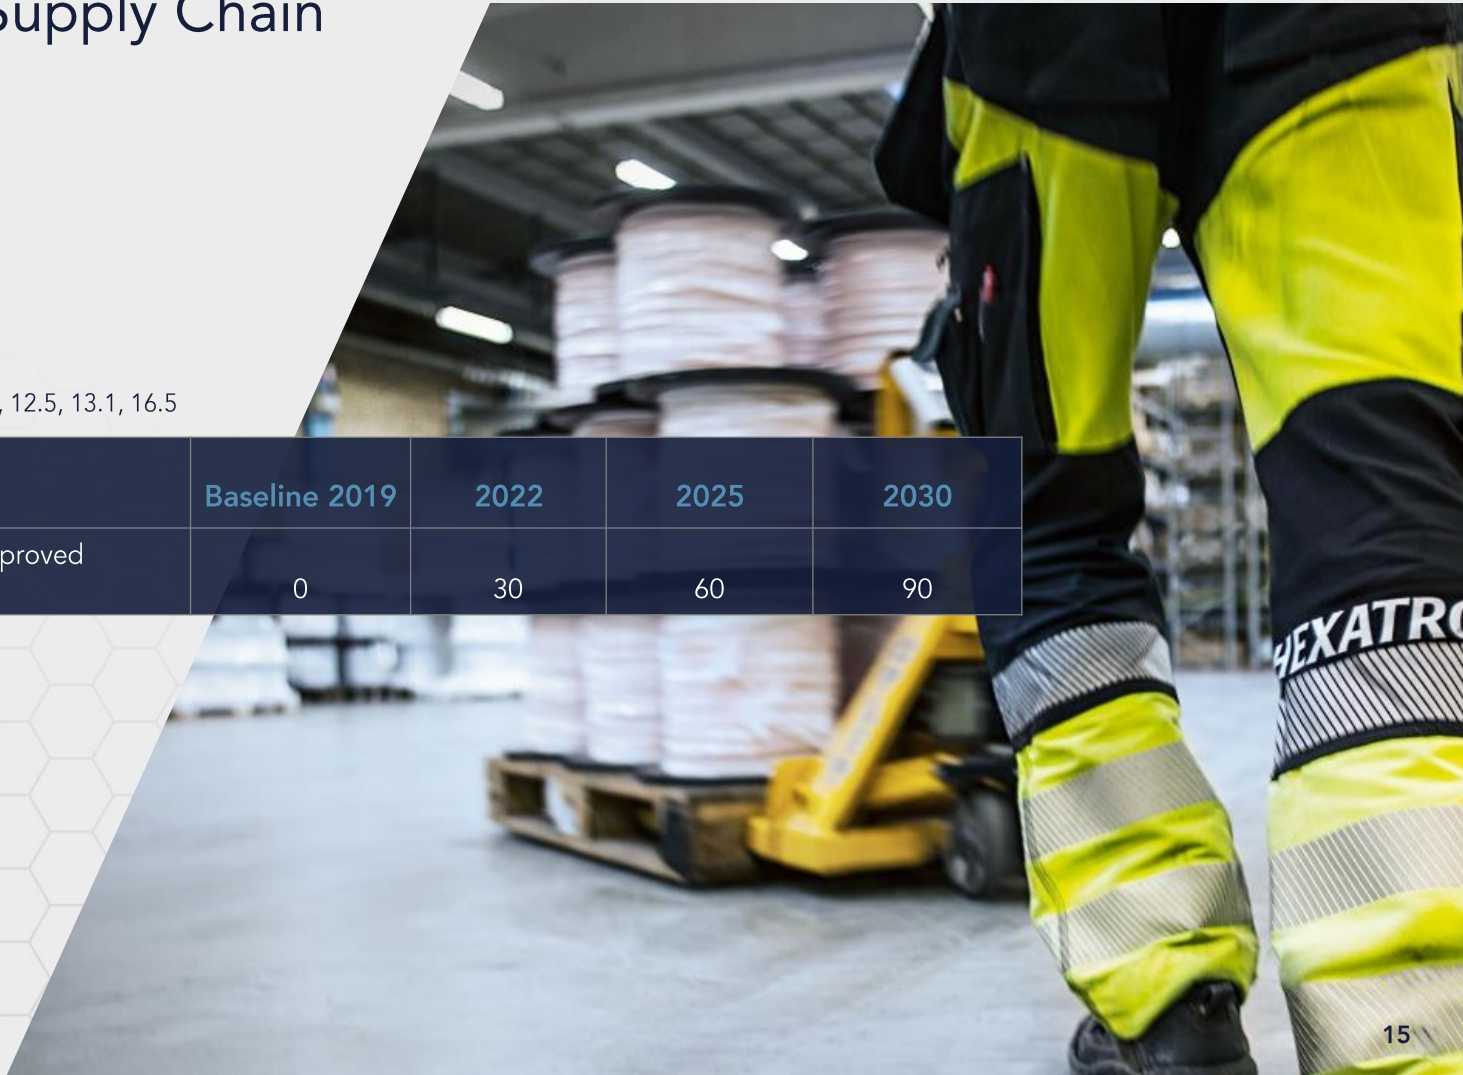 Supply Chain
, 12.5, 13.1, 16.5
Baseline 2019 2022 2025 2030
proved
0 30 60 90
HEXATRO
15